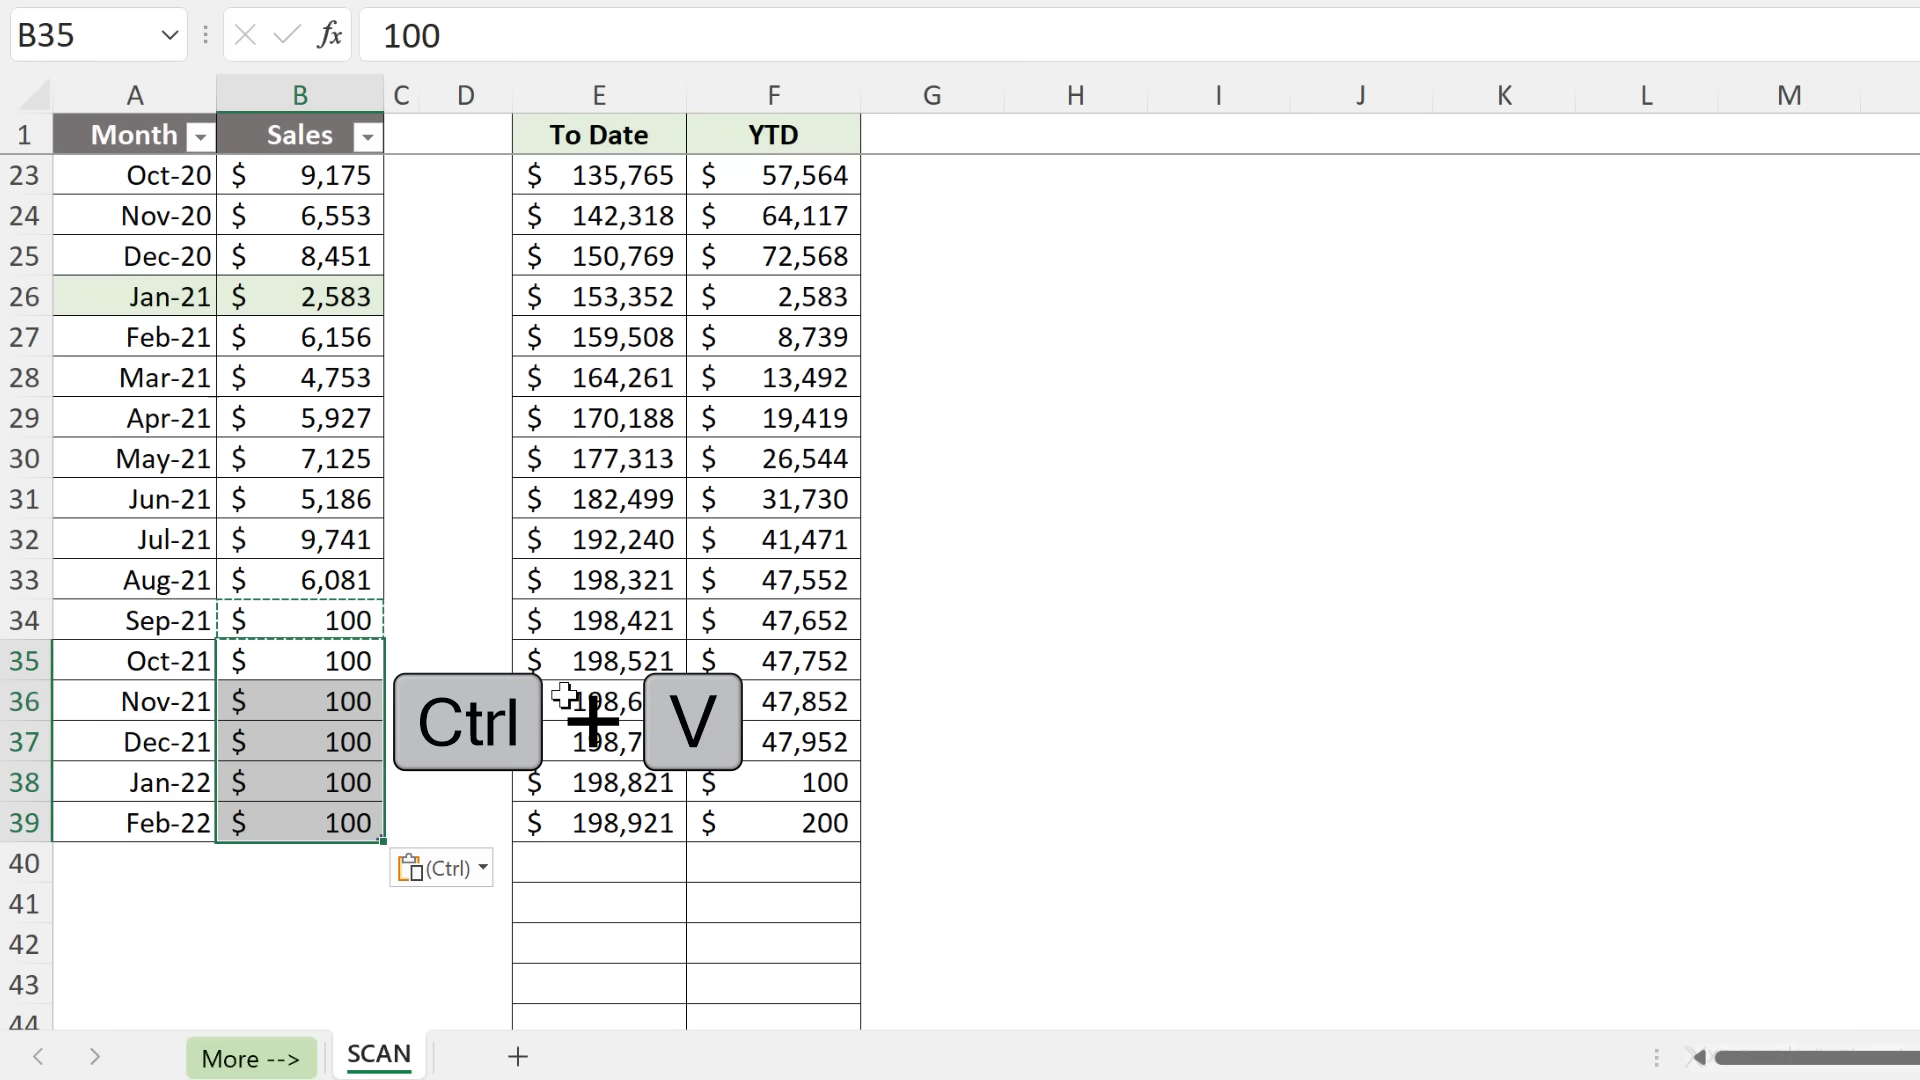 B35 fx 100
A B C D E F G H I J K L M
1 Month Sales To Date YTD
23 Oct-20 $ 9,175 $ 135,765 $ 57,564
24 Nov-20 $ 6,553 $ 142,318 $ 64,117
25 Dec-20 $ 8,451 $ 150,769 $ 72,568
26 Jan-21 $ 2,583 $ 153,352 $ 2,583
27 Feb-21 $ 6,156 $ 159,508 $ 8,739
28 Mar-21 $ 4,753 $ 164,261 $ 13,492
29 Apr-21 $ 5,927 $ 170,188 $ 19,419
30 May-21 $ 7,125 $ 177,313 $ 26,544
31 Jun-21 $ 5,186 $ 182,499 $ 31,730
32 Jul-21 $ 9,741 $ 192,240 $ 41,471
33 Aug-21 $ 6,081 $ 198,321 $ 47,552
34 Sep-21 $ 100 $ 198,421 $ 47,652
35 Oct-21 $ 100 $ 198,521 $ 47,752
36 Nov-21 $ 100 47,852
Ctrl + V
37 Dec-21 $ 100 47,952
38 Jan-22 $ 100 $ 198,821 $ 100
39 Feb-22 $ 100 $ 198,921 $ 200
40 (Ctrl)
41
42
43
44
More --> SCAN +